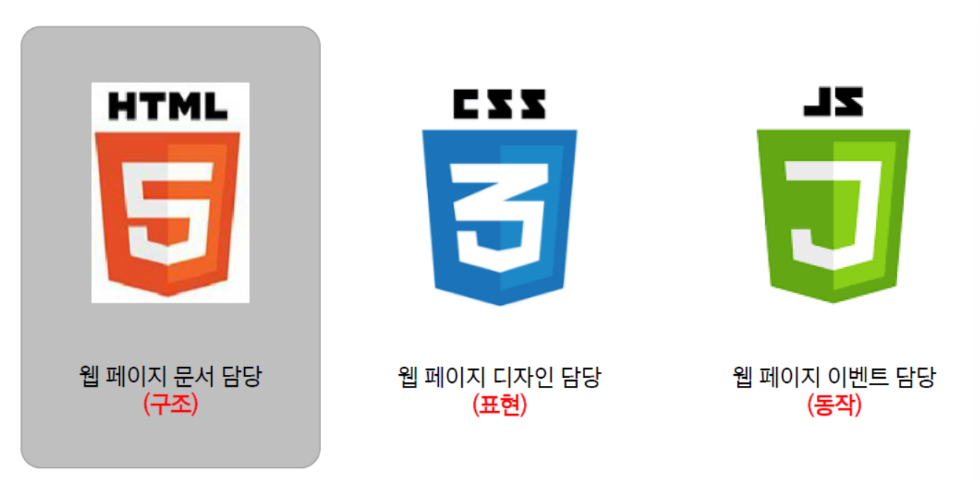 HTML
5
웹 페이지 문서 담당
(구조)
CSS
3
웹 페이지 디자인 담당
(표현)
JS
J
웹 페이지 이벤트 담당
(동작)